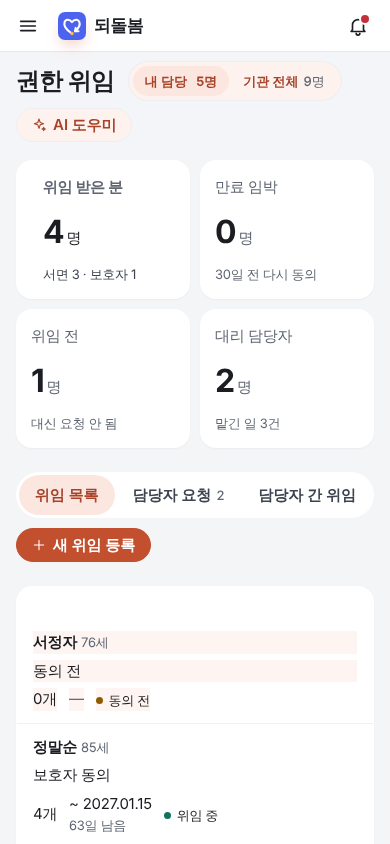 되돌봄
권한 위임
내 담당 5명 기관 전체 9명
AI 도우미
위임 받은 분
4명
서면 3 · 보호자 1
만료 임박
0명
30일 전 다시 동의
위임 전
1명
대신 요청 안 됨
대리 담당자
2명
맡긴 일 3건
위임 목록 담당자 요청 2 담당자 간 위임
+ 새 위임 등록
서정자 76세
동의 전
0개 — 동의 전
정말순 85세
보호자 동의
4개 ~ 2027.01.15 위임 중
63일 남음